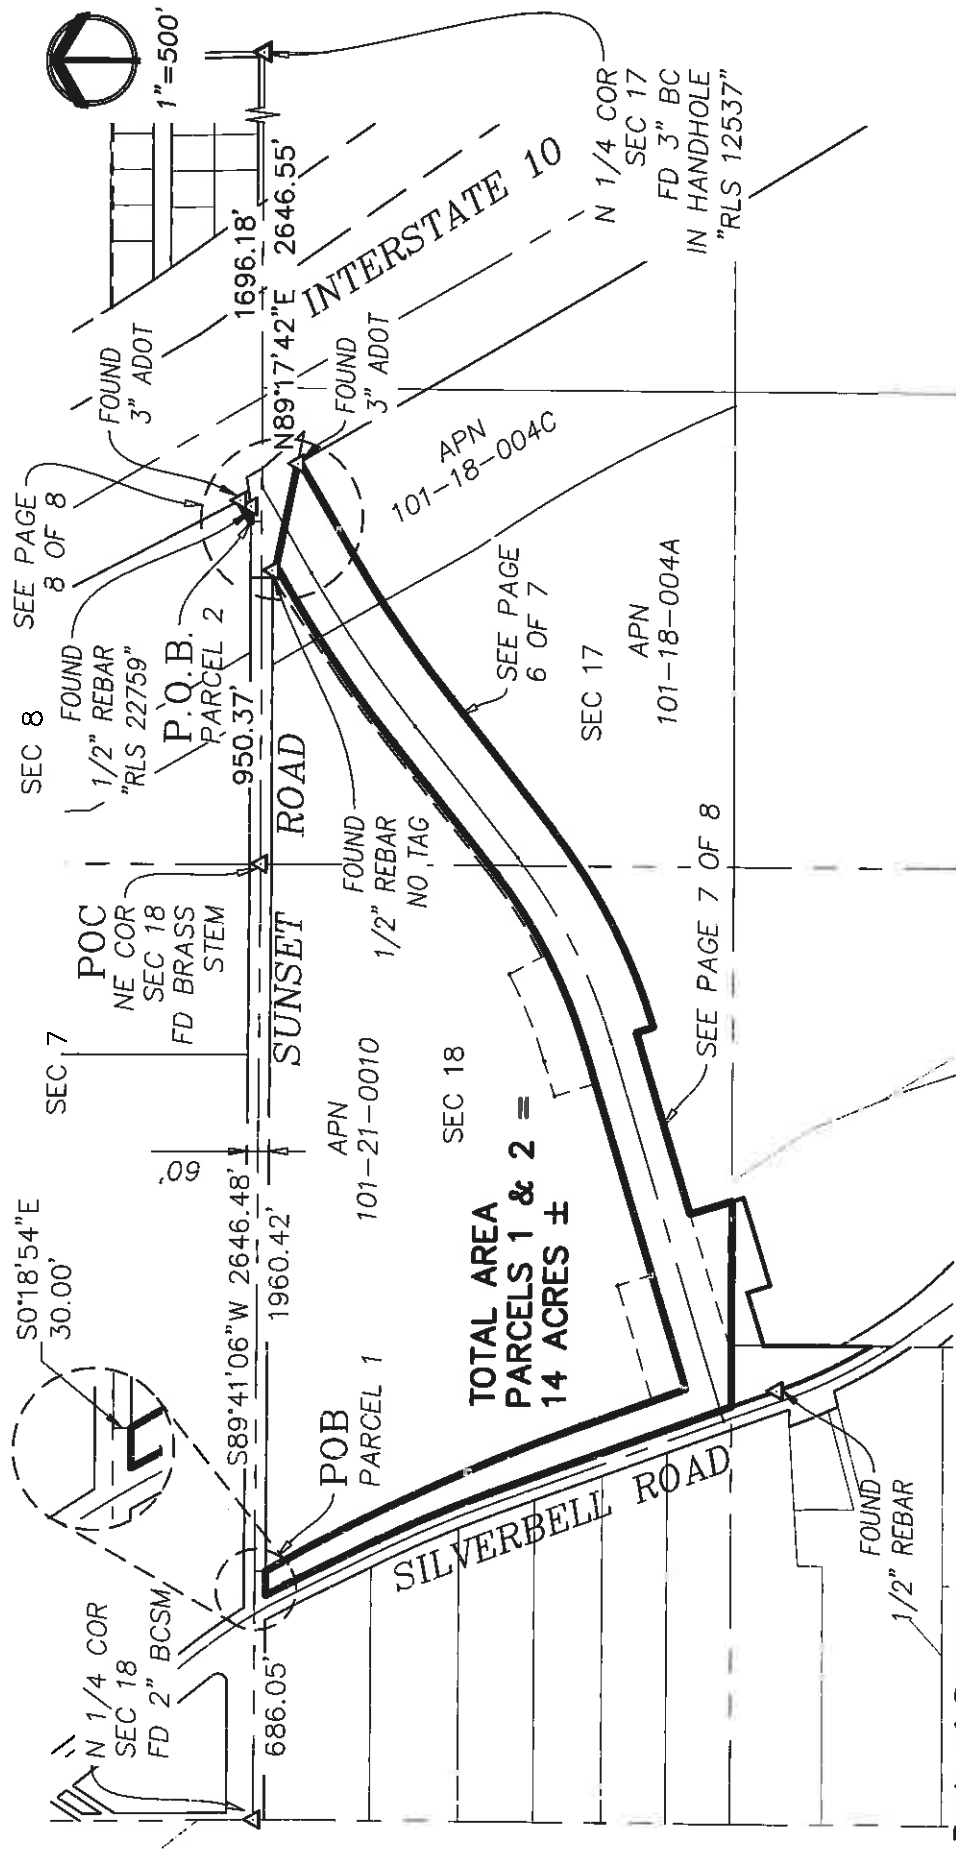 1"=500'
SEC 7
SEC 8
S0°18'54"E
30.00'
N 1/4 COR
SEC 18
FD 2" BCSM
686.05'
S89°41'06"W 2646.48'
1960.42'
60'
POC
NE COR
SEC 18
FD BRASS
STEM
SEE PAGE
8 OF 8
FOUND
1/2" REBAR
"RLS 22759"
P.O.B.
PARCEL 2
950.37'
FOUND
3" ADOT
1696.18'
N89°17'42"E 2646.55'
INTERSTATE 10
N 1/4 COR
SEC 17
FD 3" BC
IN HANDHOLE
"RLS 12537"
FOUND
3" ADOT
SUNSET ROAD
POB
PARCEL 1
APN
101-21-0010
SEC 18
FOUND
1/2" REBAR
NO TAG
APN
101-18-004C
SEE PAGE
6 OF 7
SEC 17
APN
101-18-004A
TOTAL AREA
PARCELS 1 & 2 =
14 ACRES ±
SEE PAGE 7 OF 8
SILVERBELL ROAD
FOUND
1/2" REBAR